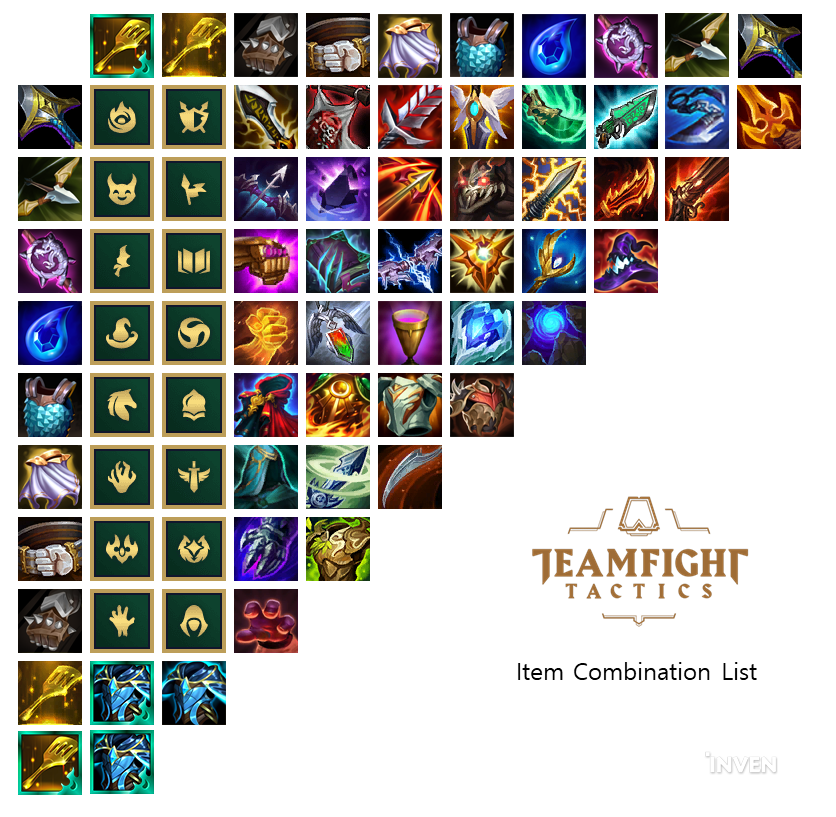 TEAMFIGHT
TACTICS
Item Combination List
INVEN